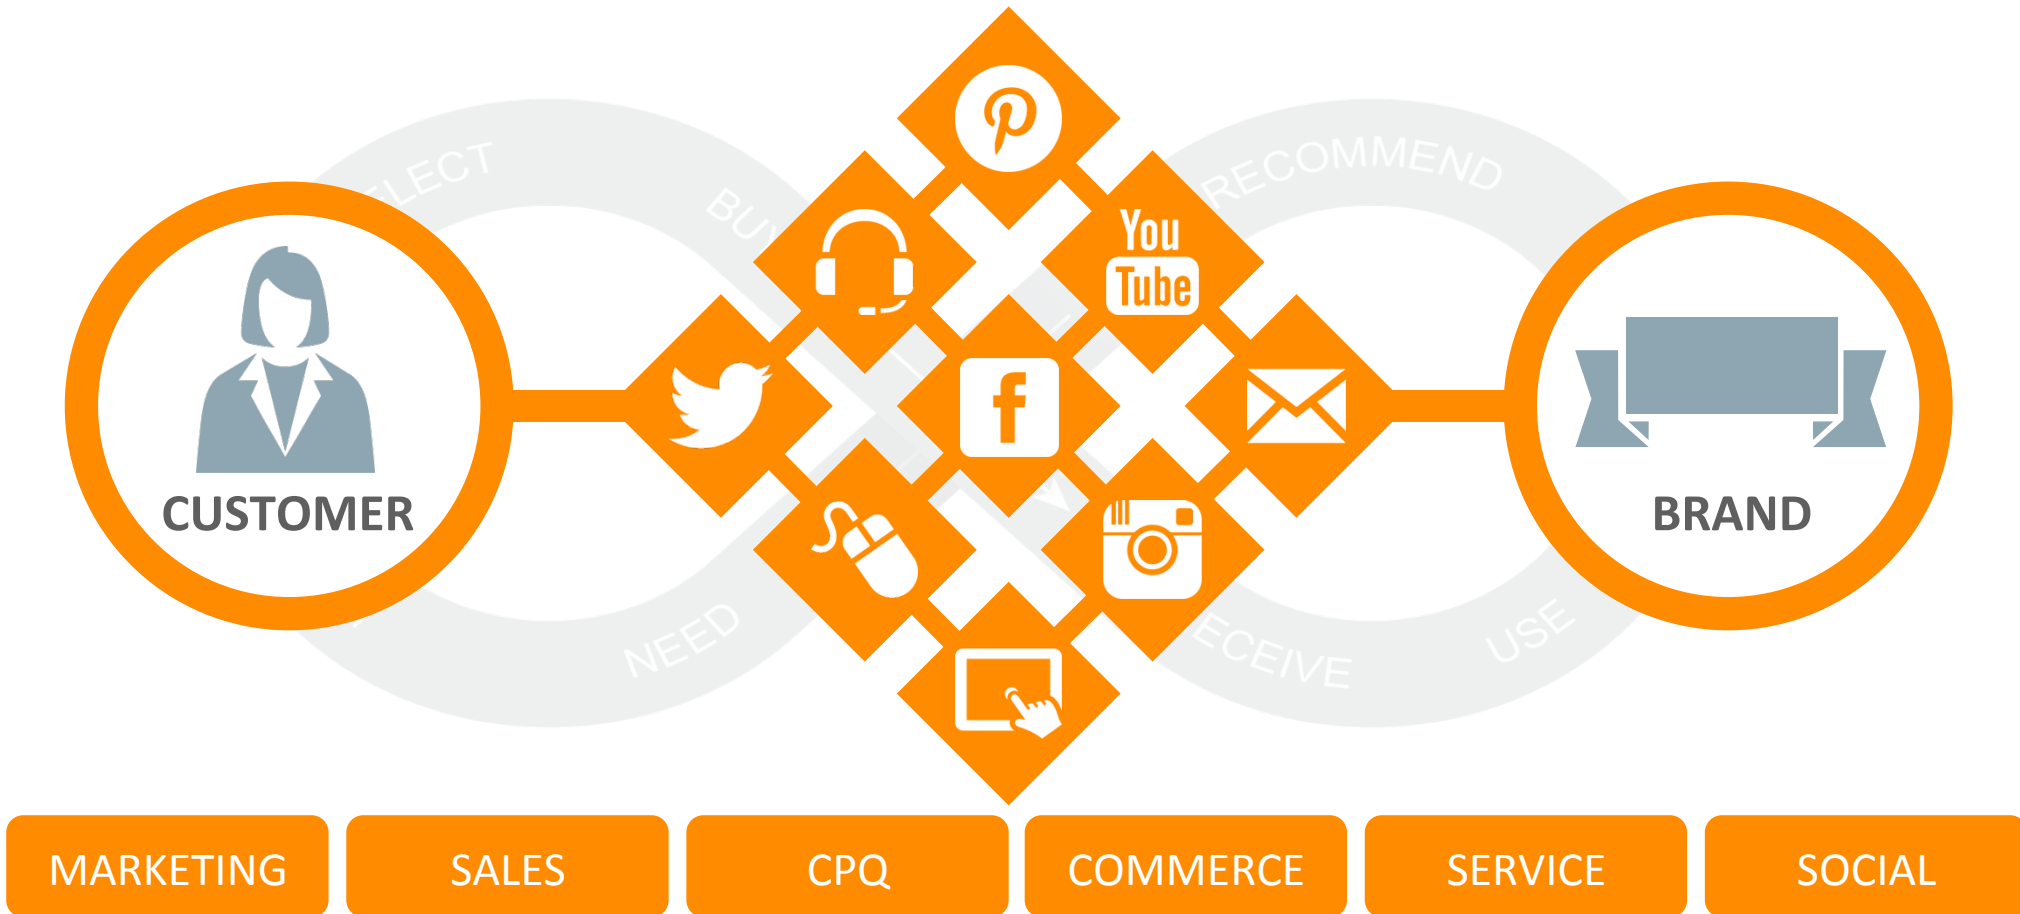 RECOMMEND
You
Tube
CUSTOMER
BRAND
NEED
USE
MARKETING
SALES
CPQ
COMMERCE
SERVICE
SOCIAL